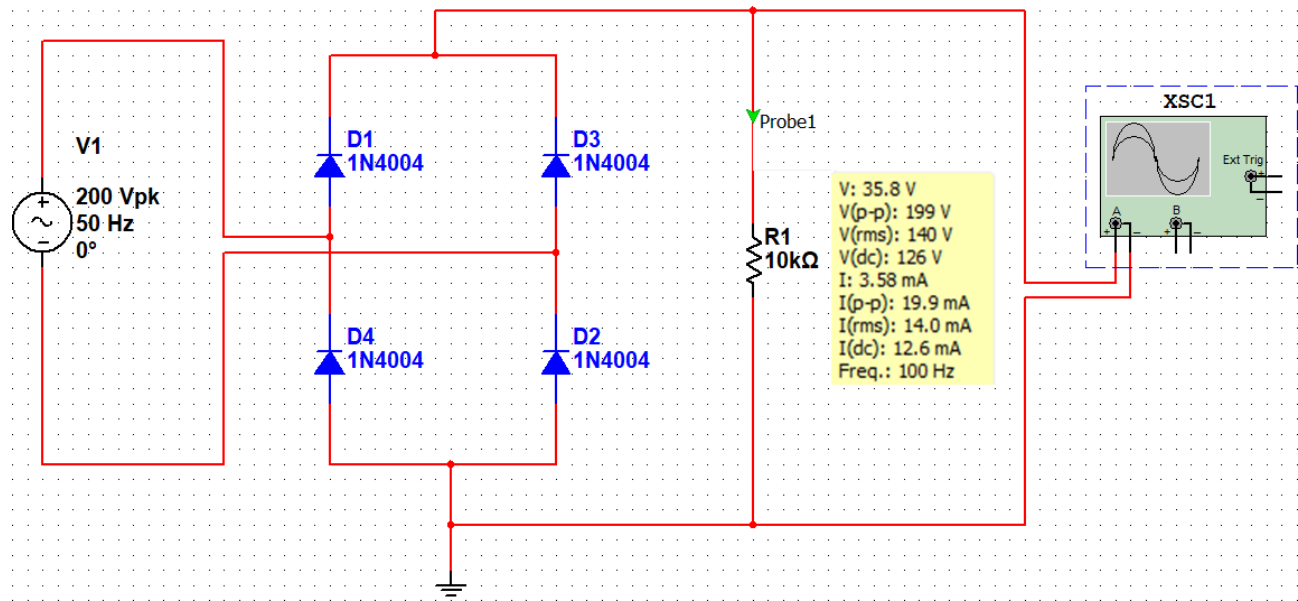 XSC1
Ext Trig
+
−
A
B
+
−
+
−
V1
+
−
200 Vpk
50 Hz
0°
D1
1N4004
D3
1N4004
D4
1N4004
D2
1N4004
Probe1
R1
10kΩ
V: 35.8 V
V(p-p): 199 V
V(rms): 140 V
V(dc): 126 V
I: 3.58 mA
I(p-p): 19.9 mA
I(rms): 14.0 mA
I(dc): 12.6 mA
Freq.: 100 Hz